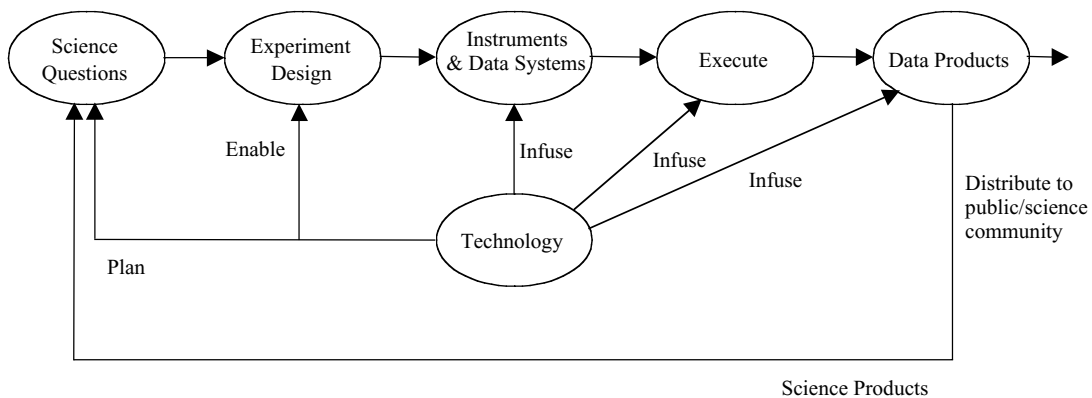 Science
Questions
Experiment
Design
Instruments
& Data Systems
Execute
Data Products
Enable
Infuse
Infuse
Infuse
Distribute to
public/science
community
Technology
Plan
Science Products